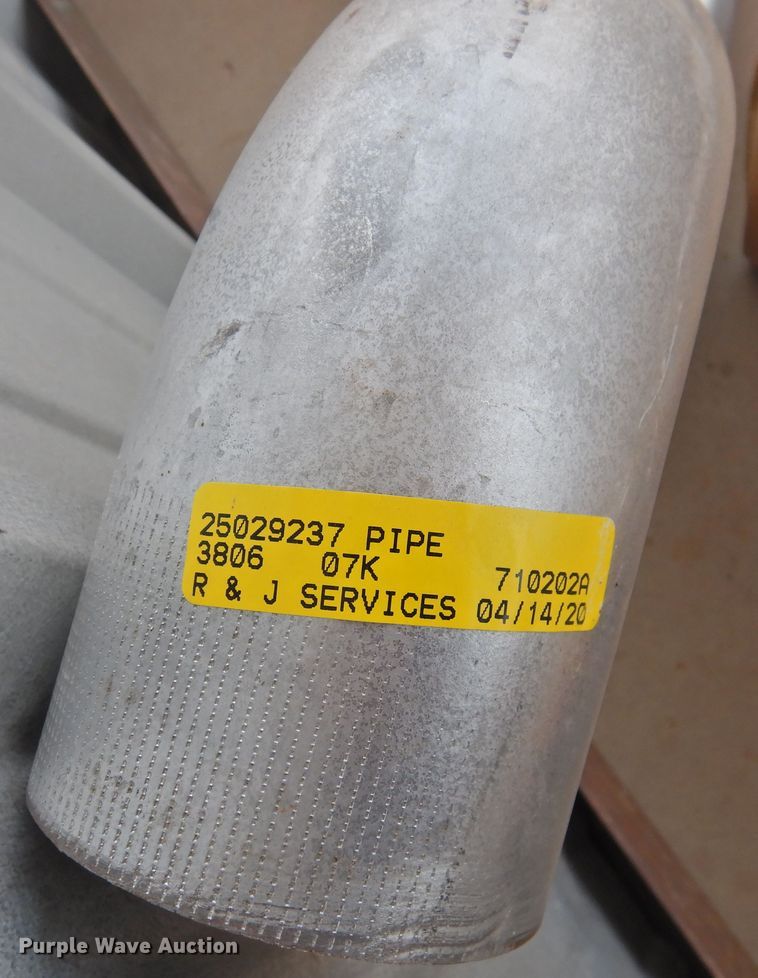 25029237 PIPE
3806 07K 710202A
R & J SERVICES 04/14/20
Purple Wave Auction